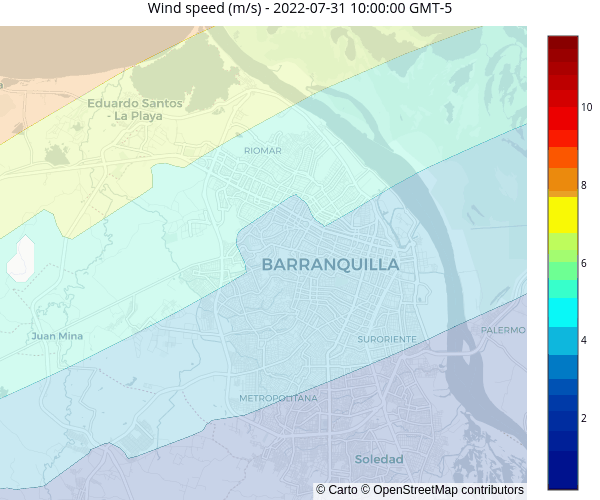 Wind speed (m/s) - 2022-07-31 10:00:00 GMT-5
Eduardo Santos
- La Playa
RIOMAR
BARRANQUILLA
Juan Mina
SURORIENTE
PALERMO
METROPOLITANA
Soledad
© Carto © OpenStreetMap contributors
10
8
6
4
2